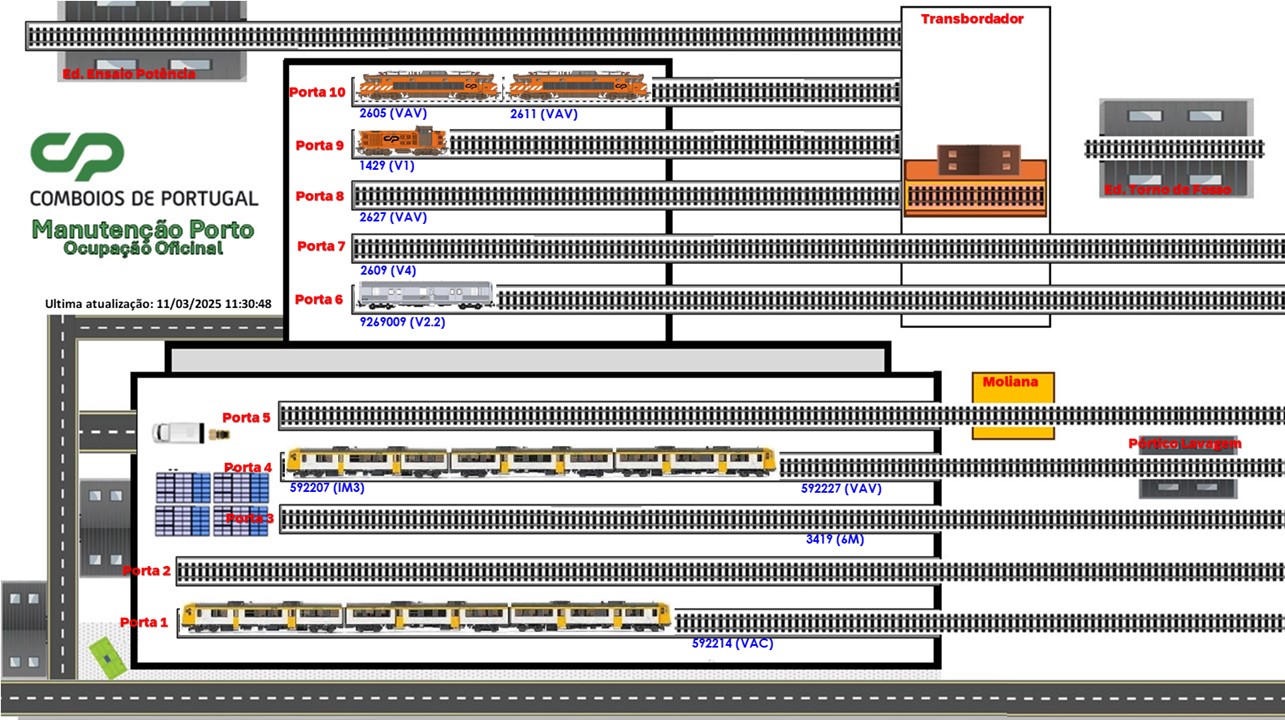 Transbordador
Ed. Ensaio Potência
Porta 10
2605 (VAV)
2611 (VAV)
CP
Porta 9
1429 (V1)
COMBOIOS DE PORTUGAL
Manutenção Porto
Ocupação Oficinal
Porta 8
2627 (VAV)
Ed. Torno de Fosso
Porta 7
2609 (V4)
Ultima atualização: 11/03/2025 11:30:48
Porta 6
9269009 (V2.2)
Moliana
Porta 5
Pórtico Lavagem
Porta 4
592207 (IM3)
592227 (VAV)
Porta 3
3419 (6M)
Porta 2
Porta 1
592214 (VAC)